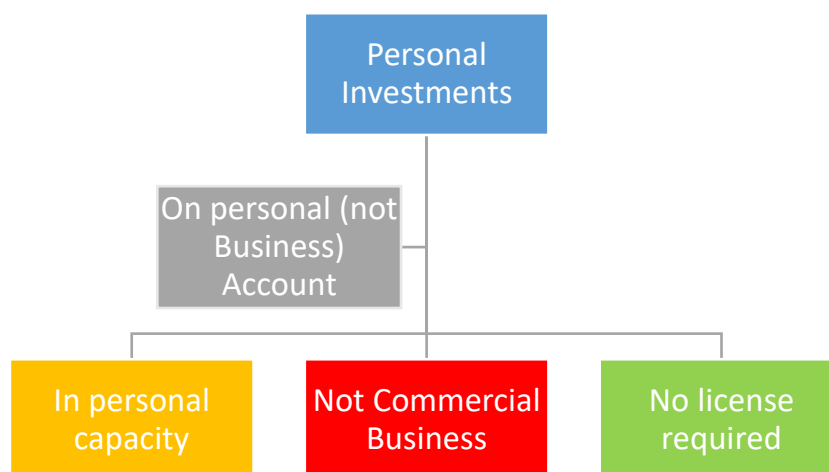 Personal
Investments
On personal (not
Business)
Account
In personal
capacity
Not Commercial
Business
No license
required